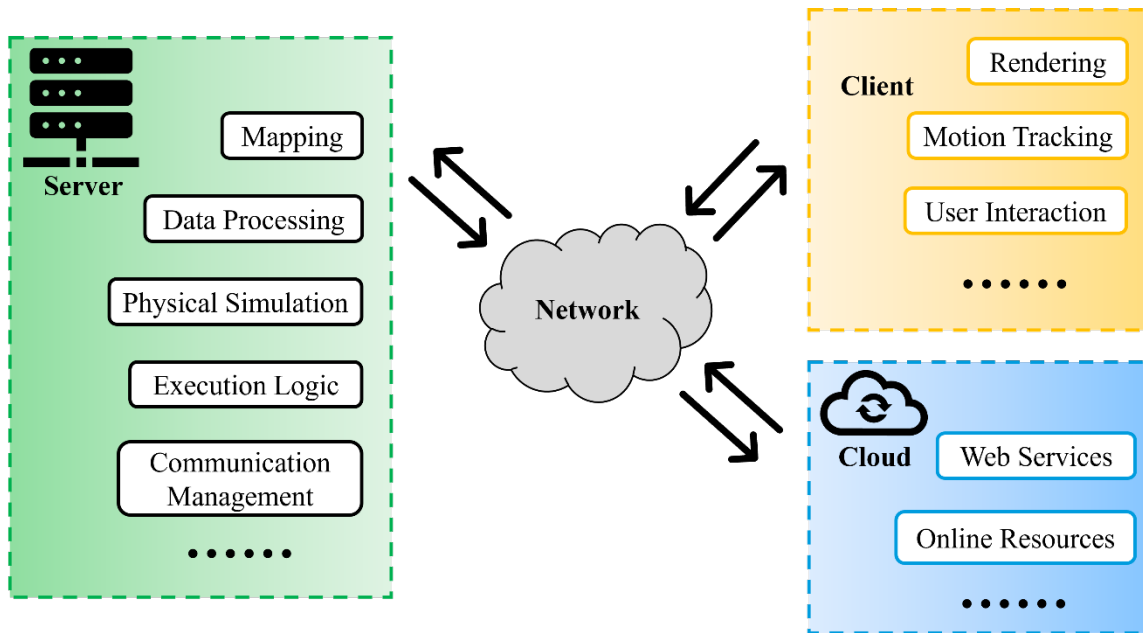 Server
Mapping
Data Processing
Physical Simulation
Execution Logic
Communication
Management
......
Network
Client
Rendering
Motion Tracking
User Interaction
......
Cloud
Web Services
Online Resources
......